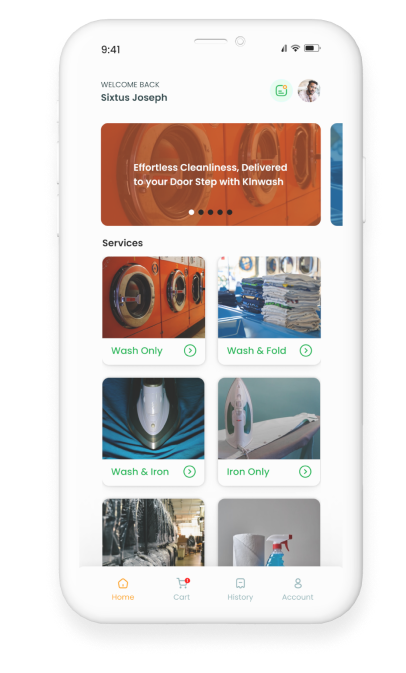 9:41
WELCOME BACK
Sixtus Joseph
Effortless Cleanliness, Delivered
to your Door Step with KInwash
Services
Wash Only
Wash & Fold
Wash & Iron
Iron Only
Home
Cart
History
Account